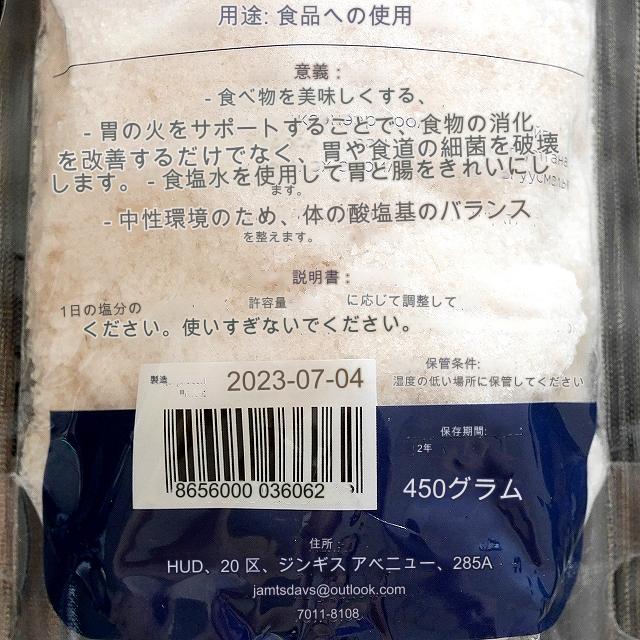 用途: 食品への使用
意義：
- 食べ物を美味しくする、
- 胃の火をサポートすることで、食物の消化
を改善するだけでなく、胃や食道の細菌を破壊
します。 - 食塩水を使用して胃と腸をきれいにし
ます。
- 中性環境のため、体の酸塩基のバランス
を整えます。
説明書：
1日の塩分の 許容量 に応じて調整して
ください。使いすぎないでください。
保管条件:
湿度の低い場所に保管してください
製造 2023-07-04
8656000 036062
保存期間:
2年
450グラム
住所：
HUD、20 区、ジンギス アベニュー、285A
jamtsdavs@outlook.com
7011-8108